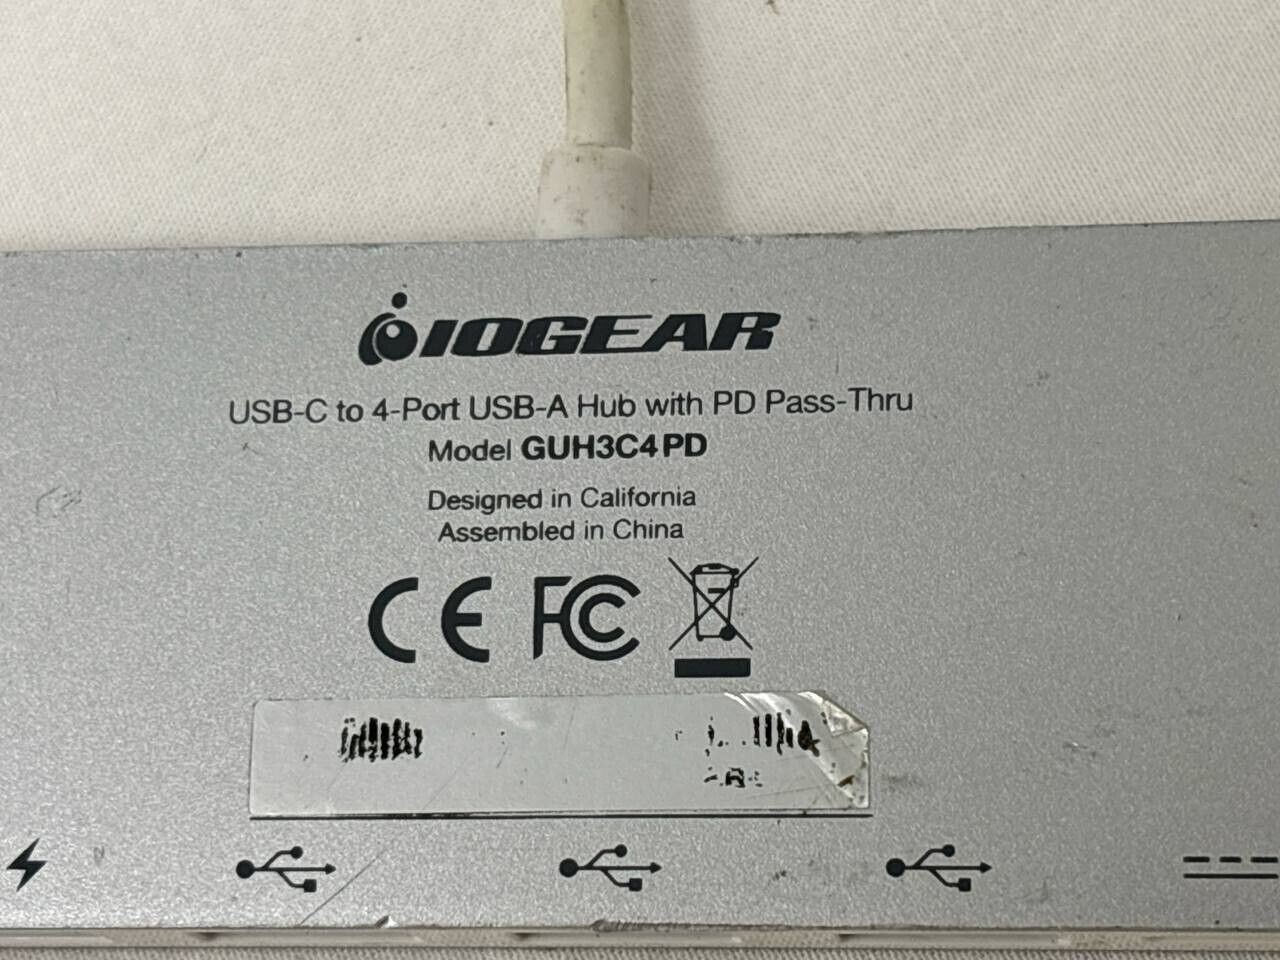 IOGEAR
USB-C to 4-Port USB-A Hub with PD Pass-Thru
Model GUH3C4PD
Designed in California
Assembled in China
CE FC